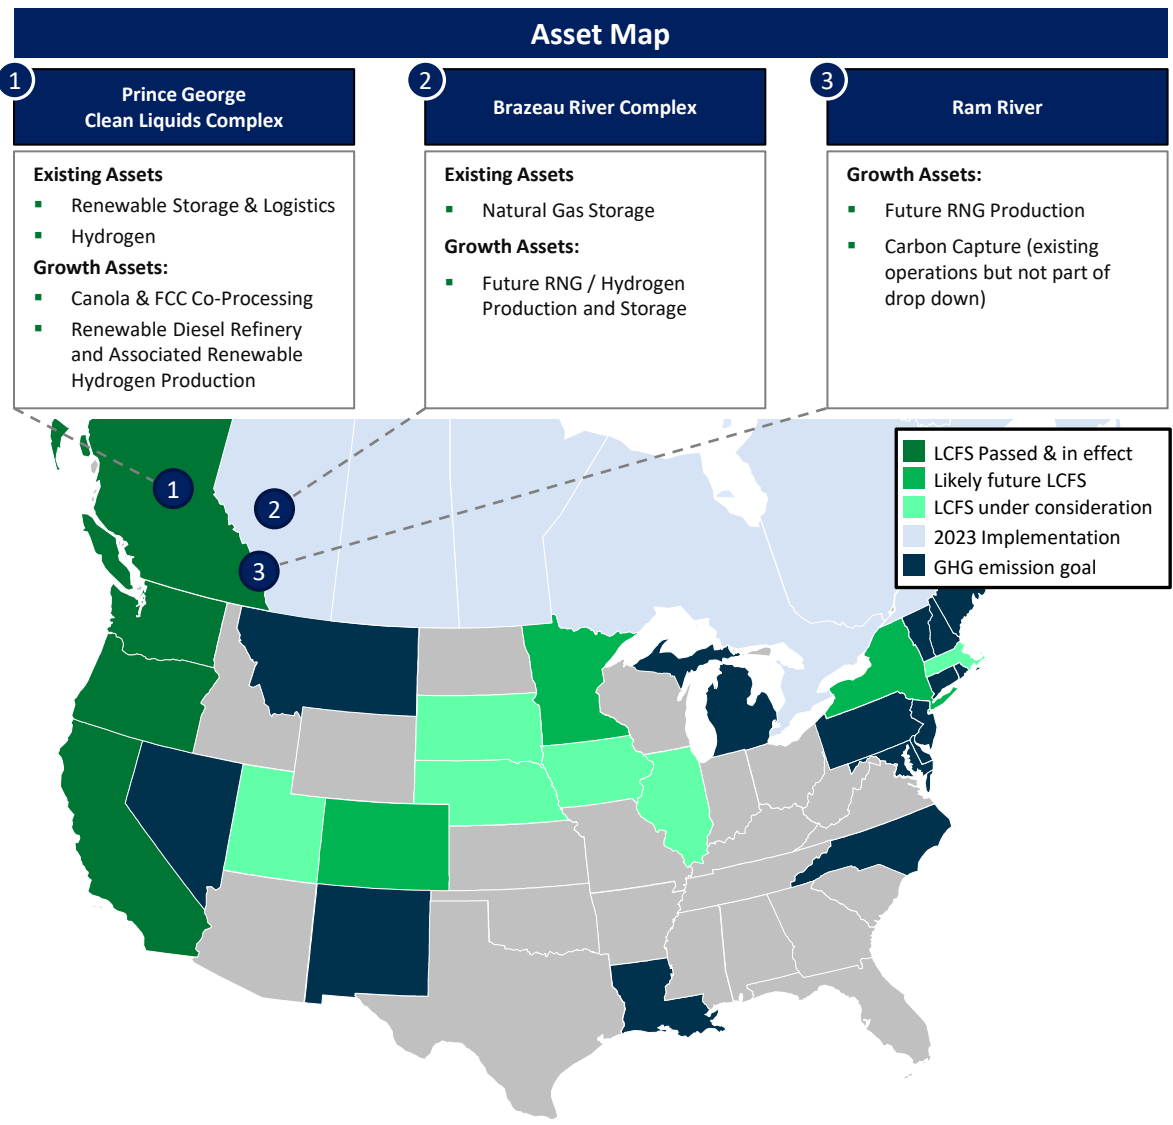 Asset Map
1
Prince George
Clean Liquids Complex
Existing Assets
▪ Renewable Storage & Logistics
▪ Hydrogen
Growth Assets:
▪ Canola & FCC Co-Processing
▪ Renewable Diesel Refinery
and Associated Renewable
Hydrogen Production
2
Brazeau River Complex
Existing Assets
▪ Natural Gas Storage
Growth Assets:
▪ Future RNG / Hydrogen
Production and Storage
3
Ram River
Growth Assets:
▪ Future RNG Production
▪ Carbon Capture (existing
operations but not part of
drop down)
LCFS Passed & in effect
Likely future LCFS
LCFS under consideration
2023 Implementation
GHG emission goal
1
2
3